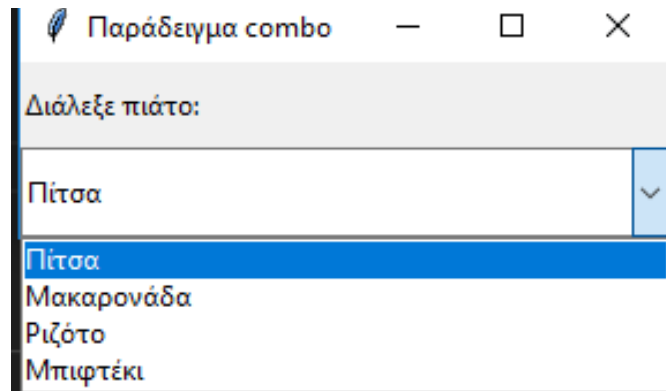 Παράδειγμα combo
Διάλεξε πιάτο:
Πίτσα
Πίτσα
Μακαρονάδα
Ριζότο
Μπιφτέκι